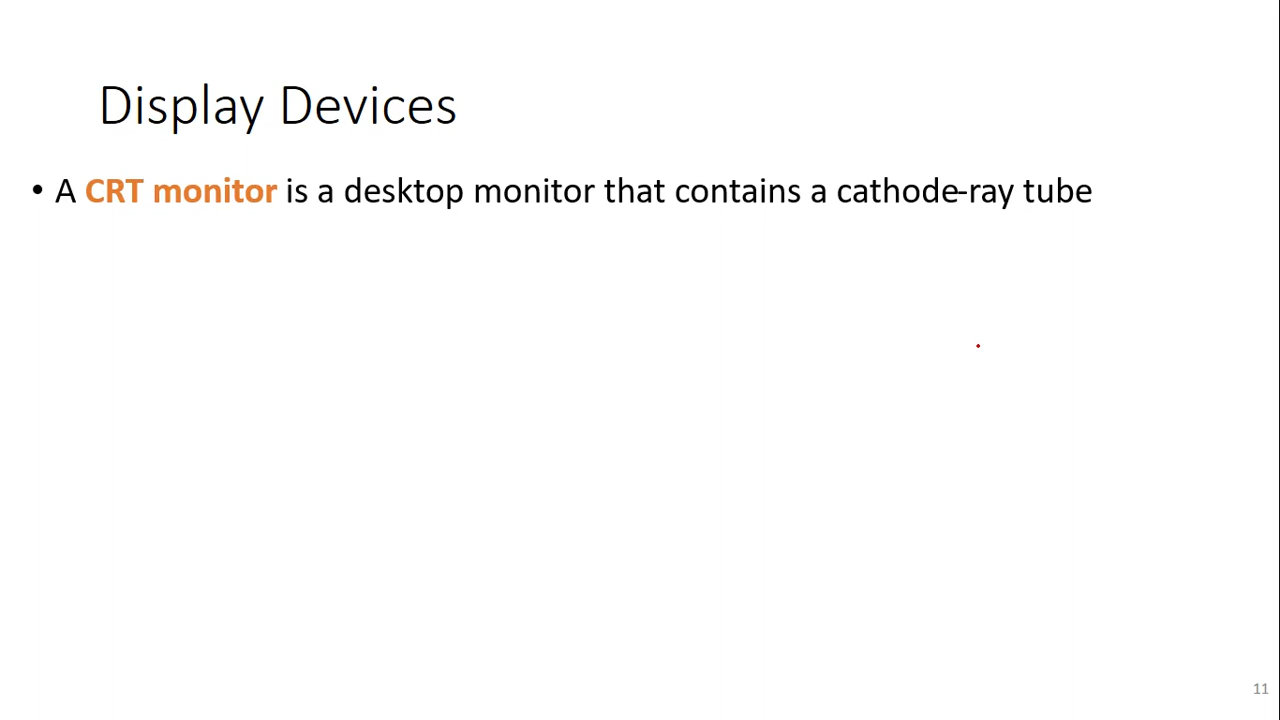 Display Devices
• A CRT monitor is a desktop monitor that contains a cathode-ray tube
11